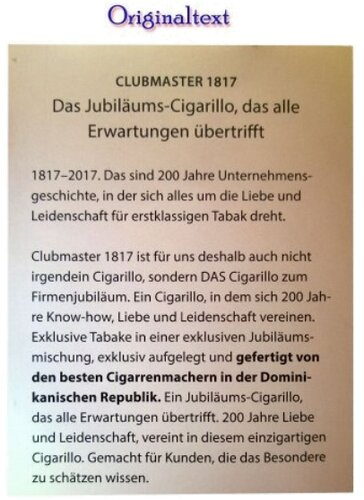 Originaltext
CLUBMASTER 1817
Das Jubiläums-Cigarillo, das alle
Erwartungen übertrifft
1817–2017. Das sind 200 Jahre Unternehmens-
geschichte, in der sich alles um die Liebe und
Leidenschaft für erstklassigen Tabak dreht.
Clubmaster 1817 ist für uns deshalb auch nicht
irgendein Cigarillo, sondern DAS Cigarillo zum
Firmenjubiläum. Ein Cigarillo, in dem sich 200 Jah-
re Know-how, Liebe und Leidenschaft vereinen.
Exklusive Tabake in einer exklusiven Jubiläums-
mischung, exklusiv aufgelegt und gefertigt von
den besten Cigarrenmachern in der Domini-
kanischen Republik. Ein Jubiläums-Cigarillo,
das alle Erwartungen übertrifft. 200 Jahre Liebe
und Leidenschaft, vereint in diesem einzigartigen
Cigarillo. Gemacht für Kunden, die das Besondere
zu schätzen wissen.